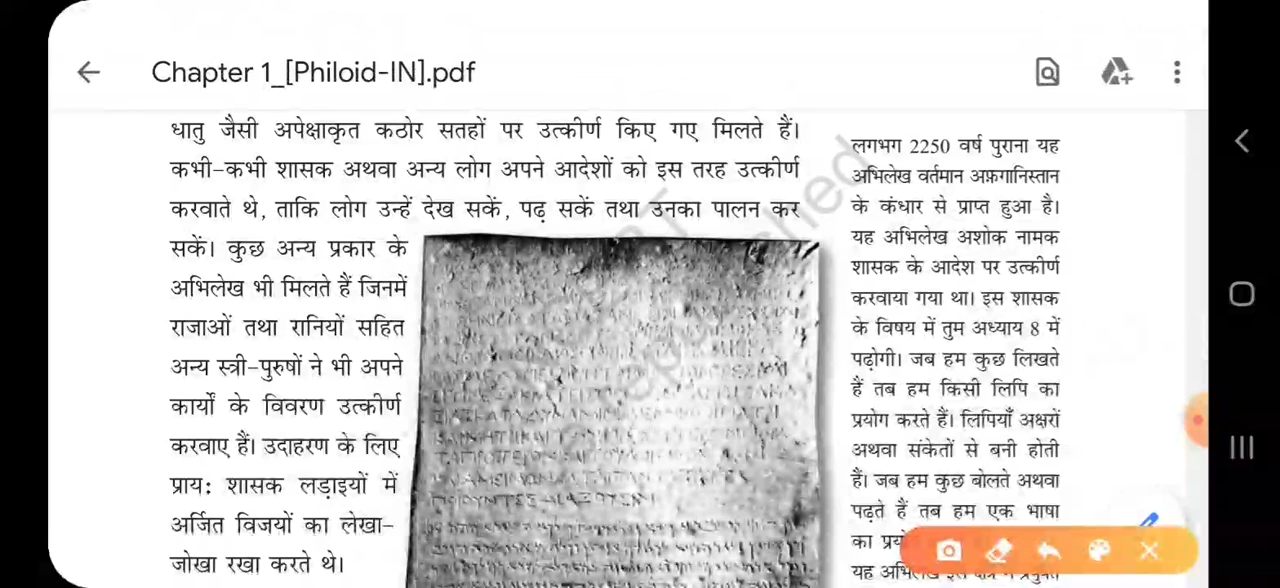 Chapter 1_[Philoid-IN].pdf
धातु जैसी अपेक्षाकृत कठोर सतहों पर उत्कीर्ण किए गए मिलते हैं।
कभी-कभी शासक अथवा अन्य लोग अपने आदेशों को इस तरह उत्कीर्ण
करवाते थे, ताकि लोग उन्हें देख सकें, पढ़ सकें तथा उनका पालन कर
सकें। कुछ अन्य प्रकार के
अभिलेख भी मिलते हैं जिनमें
राजाओं तथा रानियों सहित
अन्य स्त्री-पुरुषों ने भी अपने
कार्यों के विवरण उत्कीर्ण
करवाए हैं। उदाहरण के लिए
प्राय: शासक लड़ाइयों में
अर्जित विजयों का लेखा-
जोखा रखा करते थे।
लगभग 2250 वर्ष पुराना यह
अभिलेख वर्तमान अफ़गानिस्तान
के कंधार से प्राप्त हुआ है।
यह अभिलेख अशोक नामक
शासक के आदेश पर उत्कीर्ण
करवाया गया था। इस शासक
के विषय में तुम अध्याय 8 में
पढ़ोगी। जब हम कुछ लिखते
हैं तब हम किसी लिपि का
प्रयोग करते हैं। लिपियाँ अक्षरों
अथवा संकेतों से बनी होती
हैं। जब हम कुछ बोलते अथवा
पढ़ते हैं तब हम एक भाषा
का
यह